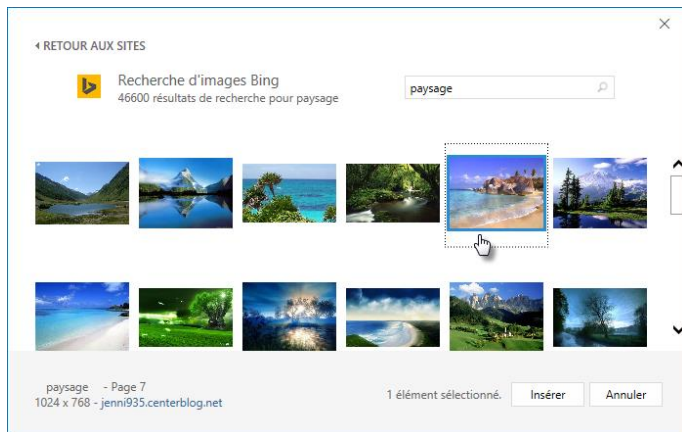 RETOUR AUX SITES
Recherche d'images Bing
46600 résultats de recherche pour paysage
paysage
paysage - Page 7
1024 x 768 - jenni935.centerblog.net
1 élément sélectionné.
Insérer
Annuler